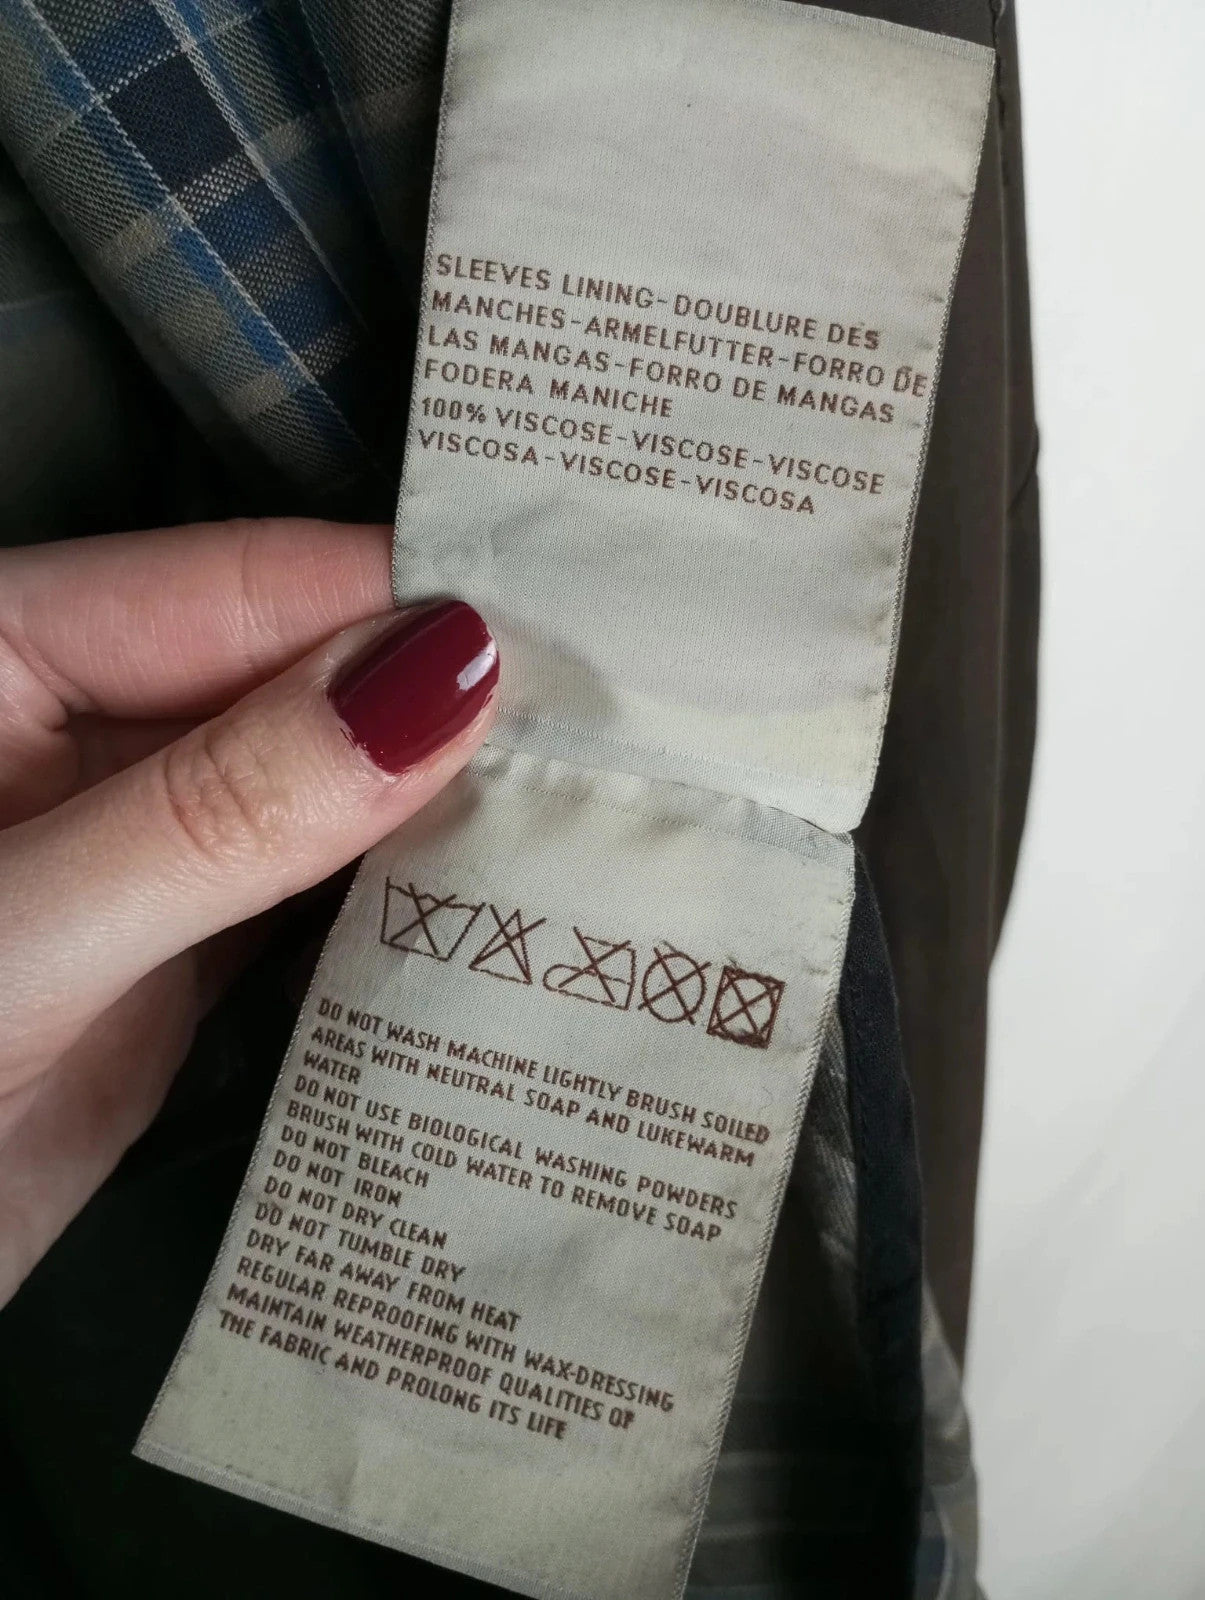 SLEEVES LINING-DOUBLURE DES
MANCHES-ARMELFUTTER-FORRO DE
LAS MANGAS-FORRO DE MANGAS
FODERA MANICHE
100% VISCOSE-VISCOSE-VISCOSE
VISCOSA-VISCOSE-VISCOSA
DO NOT WASH MACHINE LIGHTLY BRUSH SOILED
AREAS WITH NEUTRAL SOAP AND LUKEWARM
WATER
DO NOT USE BIOLOGICAL WASHING POWDERS
BRUSH WITH COLD WATER TO REMOVE SOAP
DO NOT BLEACH
DO NOT IRON
DO NOT DRY CLEAN
DO NOT TUMBLE DRY
DRY FAR AWAY FROM HEAT
REGULAR REPROOFING WITH WAX-DRESSING
MAINTAIN WEATHERPROOF QUALITIES OF
THE FABRIC AND PROLONG ITS LIFE